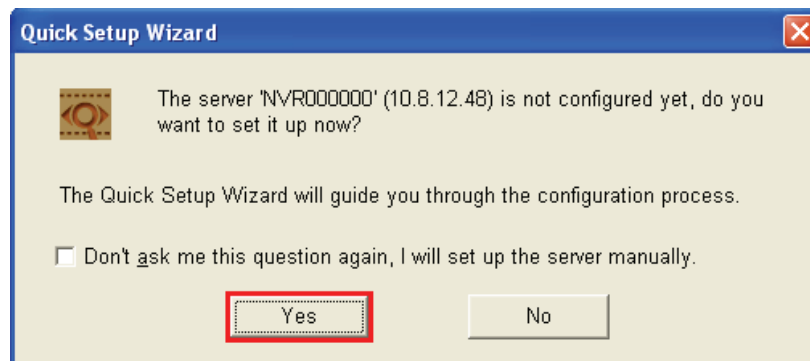 Quick Setup Wizard
The server 'NVR000000' (10.8.12.48) is not configured yet, do you
want to set it up now?
The Quick Setup Wizard will guide you through the configuration process.
Don't ask me this question again, I will set up the server manually.
Yes No